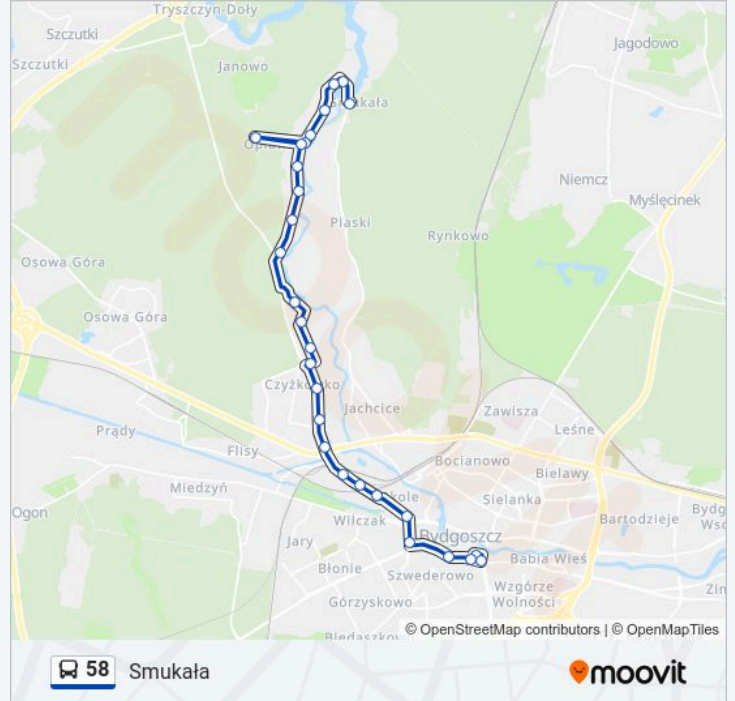 Tryszczyn-Doły
Szczutki
Jagodowo
Szczutki
Janowo
Smukała
Niemcz
Myślęcinek
Piaski
Rynkowo
Osowa Góra
Osowa Góra
Czyżkówko
Jachcice
Zawisza
Prądy
Leśne
Flisy
Bocianowo
Bielawy
Miedzyń
Sielanka
Ogon
Wilczak
Bartodzieje
Bydgoszcz
Jary
Babia Wieś
Błonie
Szwederowo
Wzgórze
Wolności
Górzyskowo
© OpenStreetMap contributors | © OpenMapTiles
58 Smukała
moovit